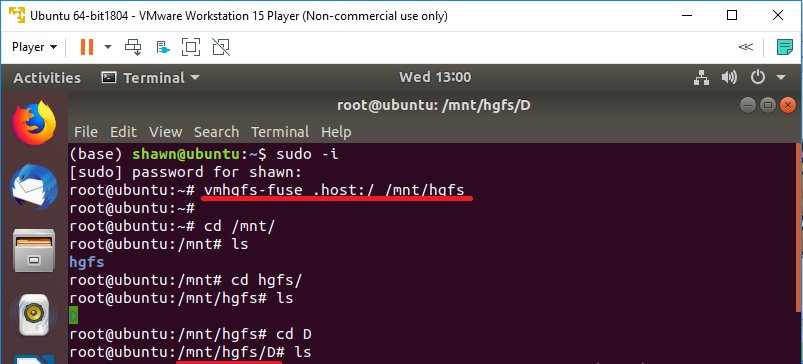 Ubuntu 64-bit1804 - VMware Workstation 15 Player (Non-commercial use only)
Player
Activities Terminal Wed 13:00
root@ubuntu: /mnt/hgfs/D
File Edit View Search Terminal Help
(base) shawn@ubuntu:~$ sudo -i
[sudo] password for shawn:
root@ubuntu:~# vmhgfs-fuse .host:/ /mnt/hgfs
root@ubuntu:~#
root@ubuntu:~# cd /mnt/
root@ubuntu:/mnt# ls
hgfs
root@ubuntu:/mnt# cd hgfs/
root@ubuntu:/mnt/hgfs# ls
D
root@ubuntu:/mnt/hgfs# cd D
root@ubuntu:/mnt/hgfs/D# ls